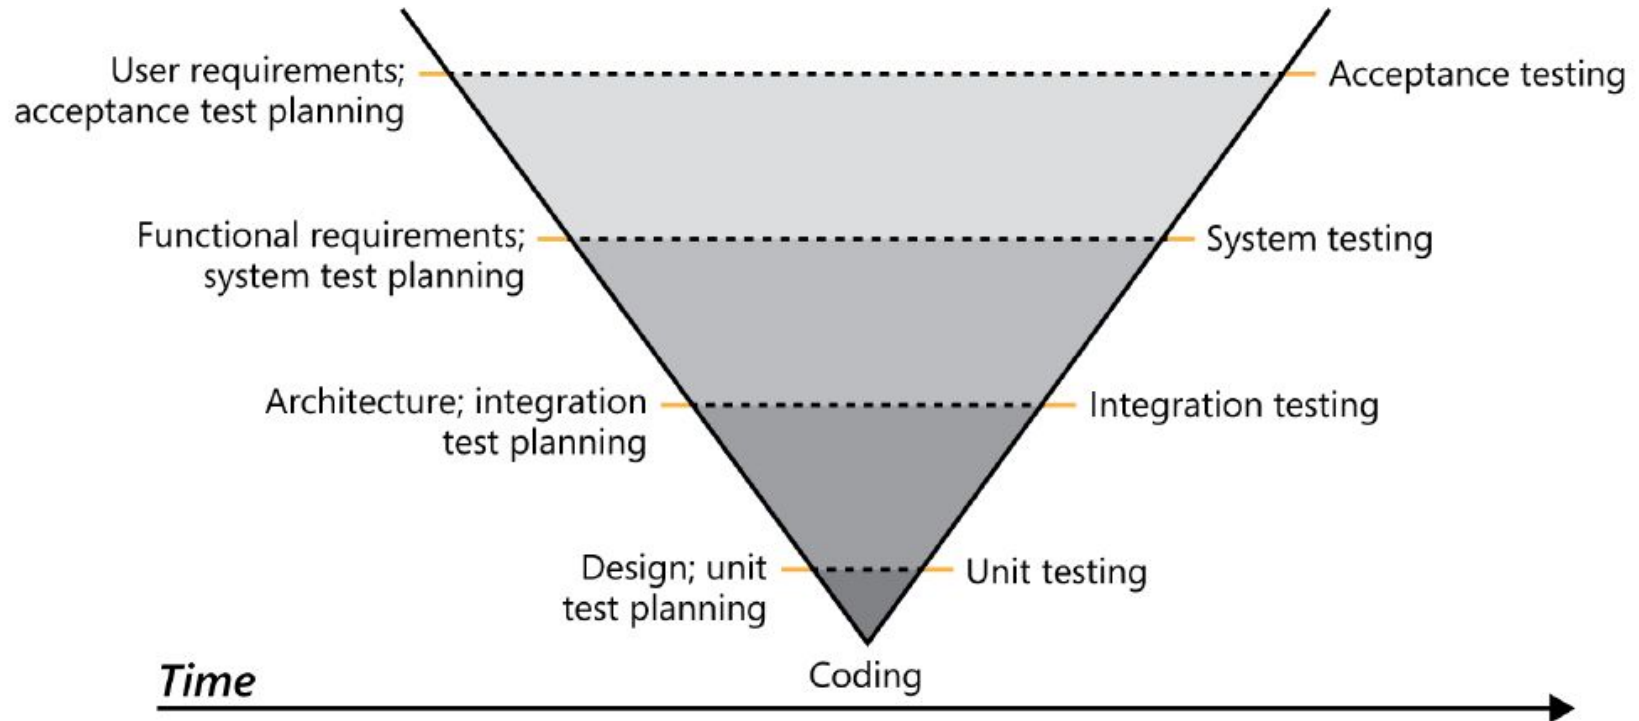 User requirements;
acceptance test planning
Acceptance testing
Functional requirements;
system test planning
System testing
Architecture; integration
test planning
Integration testing
Design; unit
test planning
Unit testing
Coding
Time